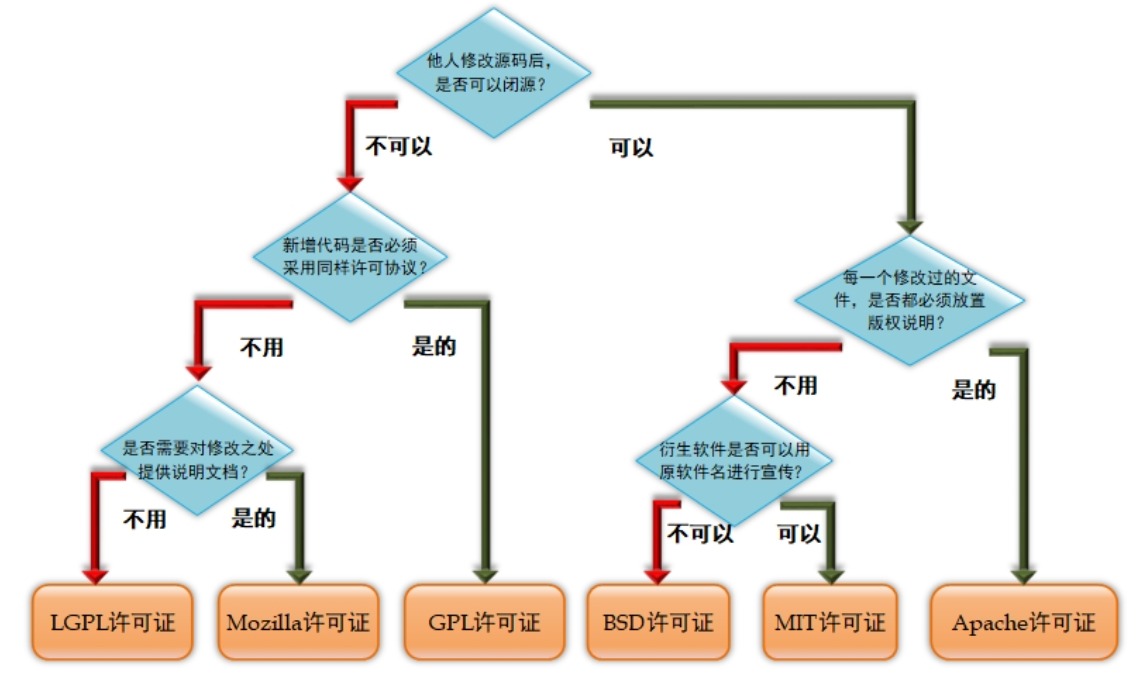 他人修改源码后，
是否可以闭源？
不可以
可以
新增代码是否必须
采用同样许可协议？
每一个修改过的文
件，是否都必须放置
版权说明？
不用
是的
不用
是的
是否需要对修改之处
提供说明文档？
衍生软件是否可以用
原软件名进行宣传？
不用
是的
不可以
可以
LGPL许可证
Mozilla许可证
GPL许可证
BSD许可证
MIT许可证
Apache许可证